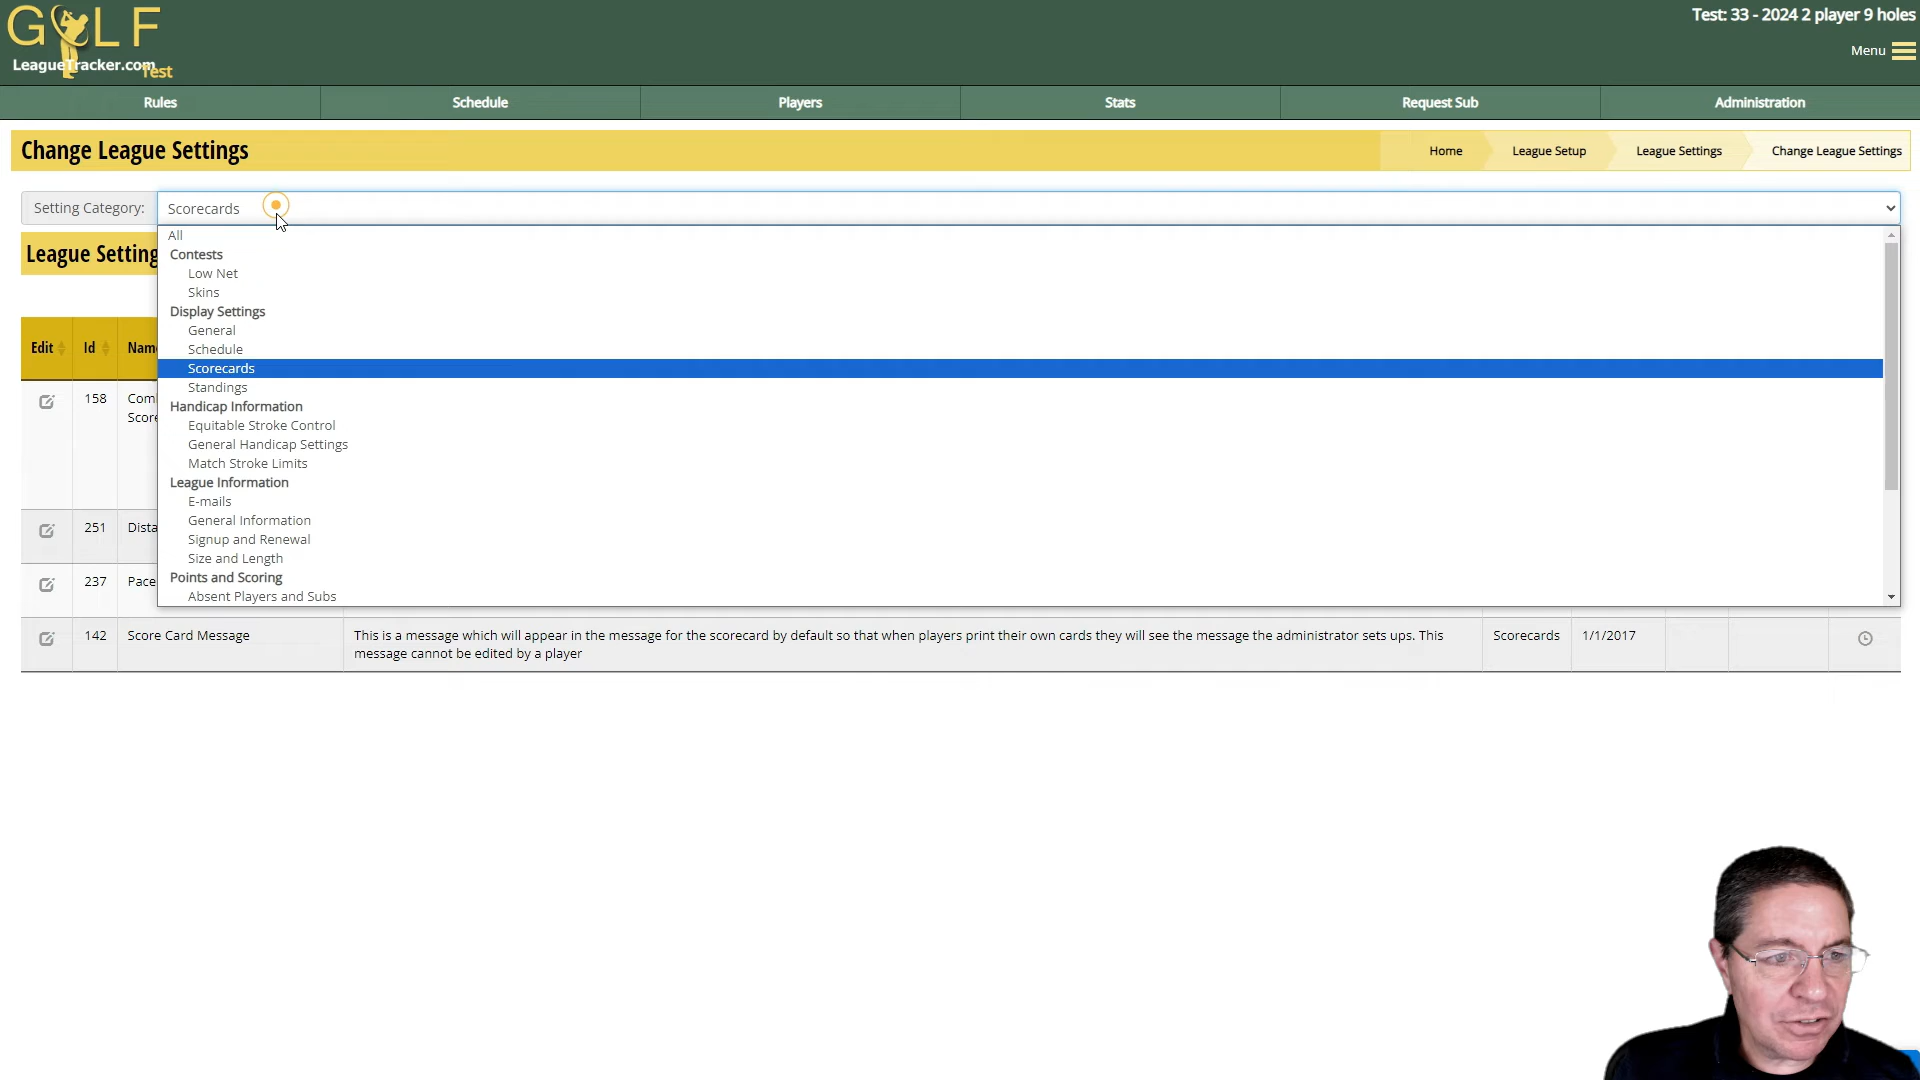 GOLF
LeagueTracker.com
Test
Test: 33 - 2024 2 player 9 holes
Menu
Rules Schedule Players Stats Request Sub Administration
Change League Settings
Home League Setup League Settings Change League Settings
Setting Category: Scorecards
All
Contests
Low Net
Skins
Display Settings
General
Schedule
Scorecards
Standings
Handicap Information
Equitable Stroke Control
General Handicap Settings
Match Stroke Limits
League Information
E-mails
General Information
Signup and Renewal
Size and Length
Points and Scoring
Absent Players and Subs
League Setting
Edit Id Nam
158 Com
Score
251 Dista
237 Pace
142 Score Card Message This is a message which will appear in the message for the scorecard by default so that when players print their own cards they will see the message the administrator sets ups. This Scorecards 1/1/2017
message cannot be edited by a player